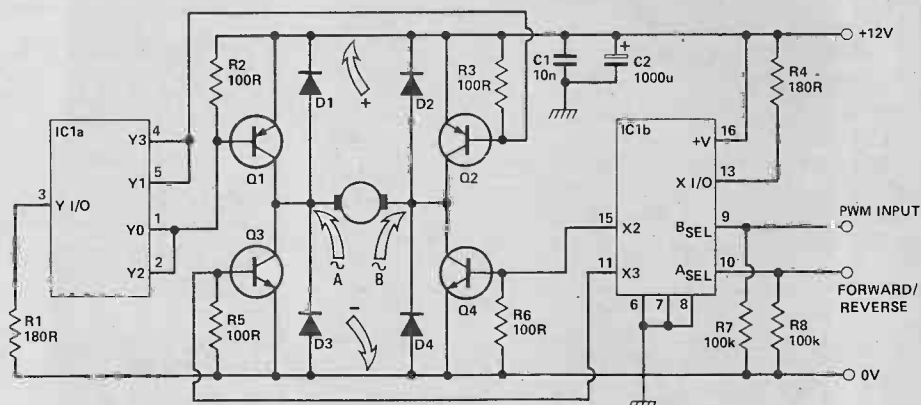 +12V
R2
100R
D1
+
D2
R3
100R
C1
10n
+
C2
1000u
R4
180R
IC1a
Y3
4
Y1
5
3
Y I/O
Y0
1
Y2
2
Q1
Q2
IC1b
16
+V
13
X I/O
15
X2
9
BSEL
PWM INPUT
11
X3
10
ASEL
FORWARD/
REVERSE
6
7
8
Q3
~
A
~
B
Q4
R1
180R
R5
100R
D3
–
D4
R6
100R
R7
100k
R8
100k
0V